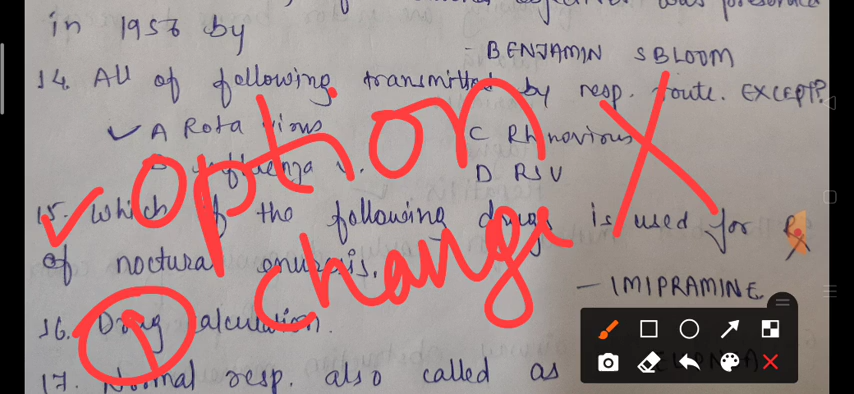 in 1956 by
- BENJAMIN S BLOOM
14. All of following transmitted by resp. route. EXCEPT?
A Rota virus C Rhinovirus
influenza v. D RSV
15. Which of the following drugs is used for
of noctural enuresis.
- IMIPRAMINE
16. Drug calculation.
17. Normal resp. also called as
option
change
1